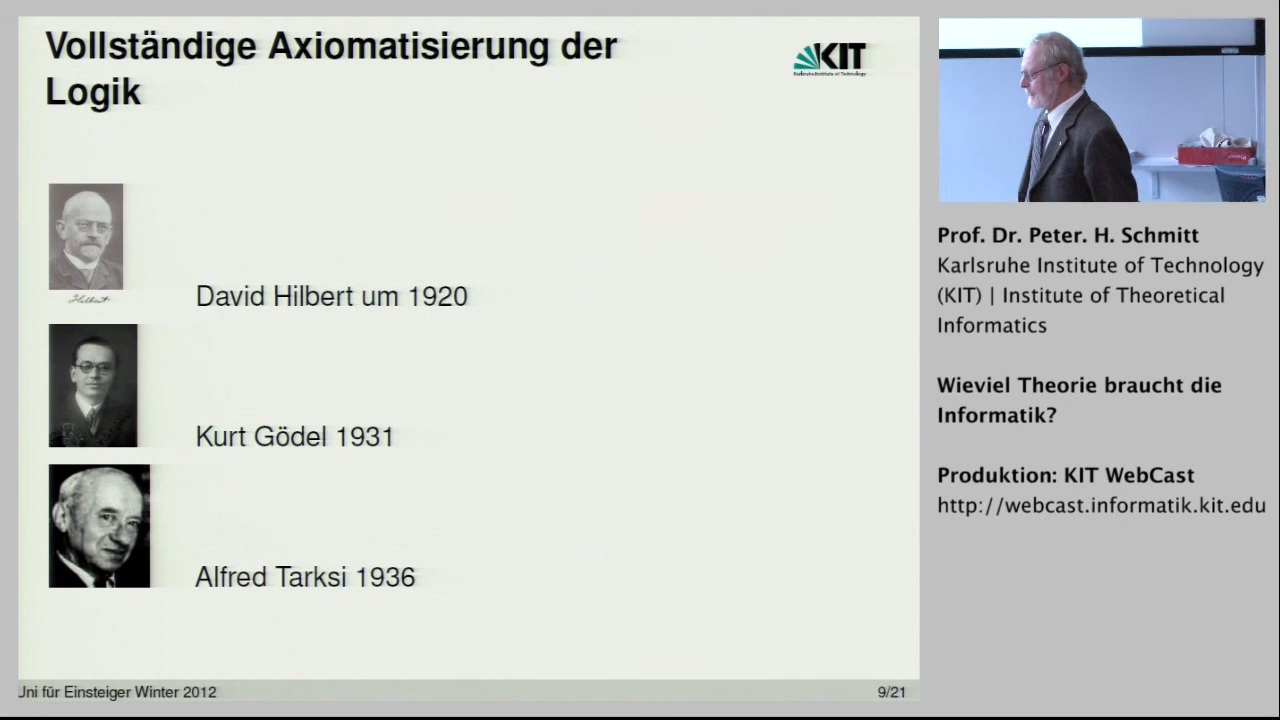 Vollständige Axiomatisierung der
Logik
KIT
Karlsruhe Institute of Technology
Hilbert
David Hilbert um 1920
Kurt Gödel 1931
Alfred Tarksi 1936
Uni für Einsteiger Winter 2012
9/21
Prof. Dr. Peter. H. Schmitt
Karlsruhe Institute of Technology
(KIT) | Institute of Theoretical
Informatics
Wieviel Theorie braucht die
Informatik?
Produktion: KIT WebCast
http://webcast.informatik.kit.edu